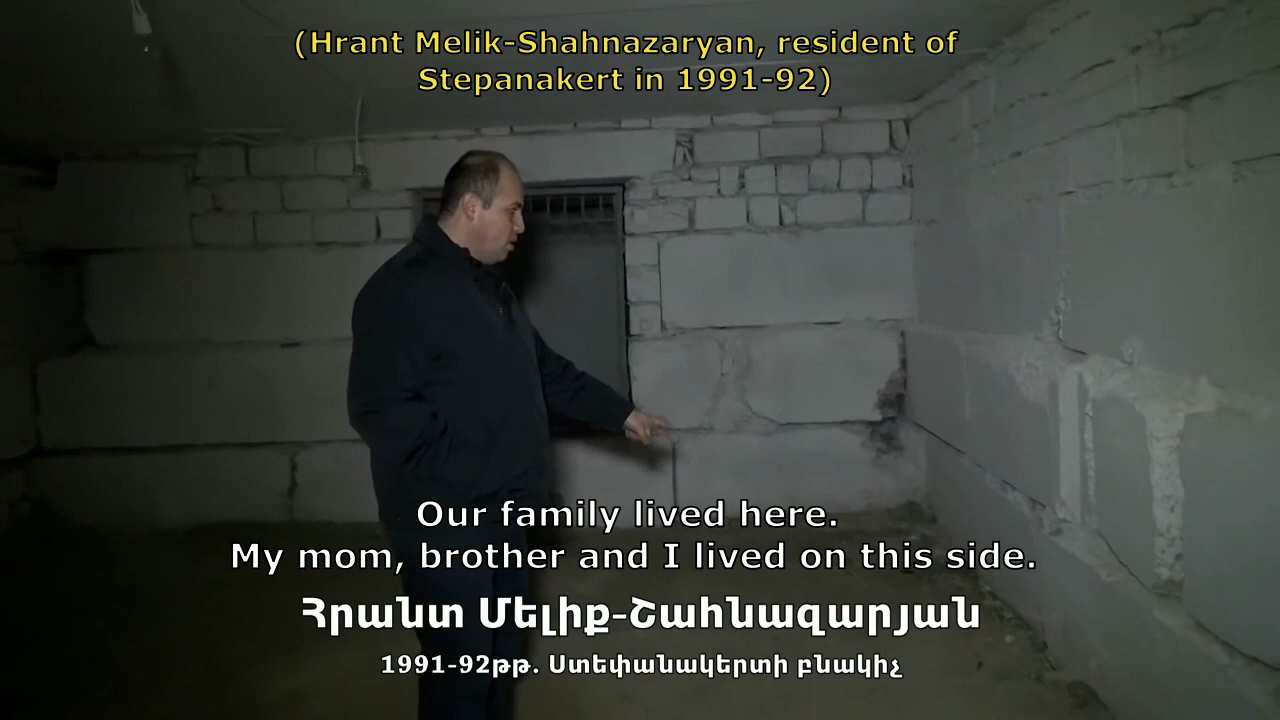 (Hrant Melik-Shahnazaryan, resident of
Stepanakert in 1991-92)
Our family lived here.
My mom, brother and I lived on this side.
Հրանտ Մելիք-Շահնազարյան
1991-92թթ. Ստեփանակերտի բնակիչ